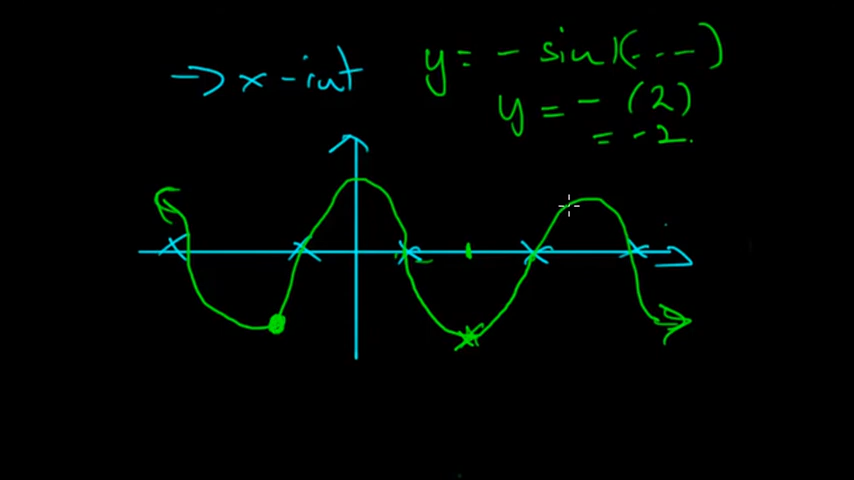 → x-int
y = - sin(...-)
y = - (2)
= -2.